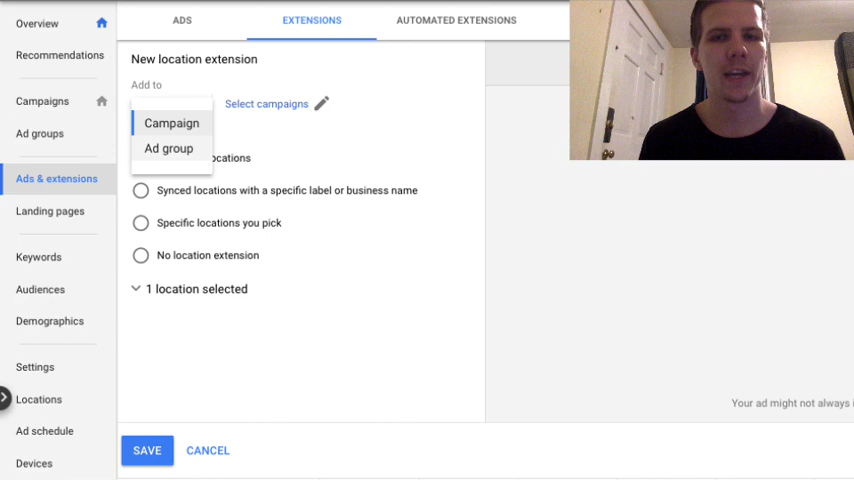 Overview
Recommendations
Campaigns
Ad groups
Ads & extensions
Landing pages
Keywords
Audiences
Demographics
Settings
Locations
Ad schedule
Devices
ADS
EXTENSIONS
AUTOMATED EXTENSIONS
New location extension
Add to
Select campaigns
Campaign
Ad group
ocations
Synced locations with a specific label or business name
Specific locations you pick
No location extension
1 location selected
Your ad might not always i
SAVE
CANCEL